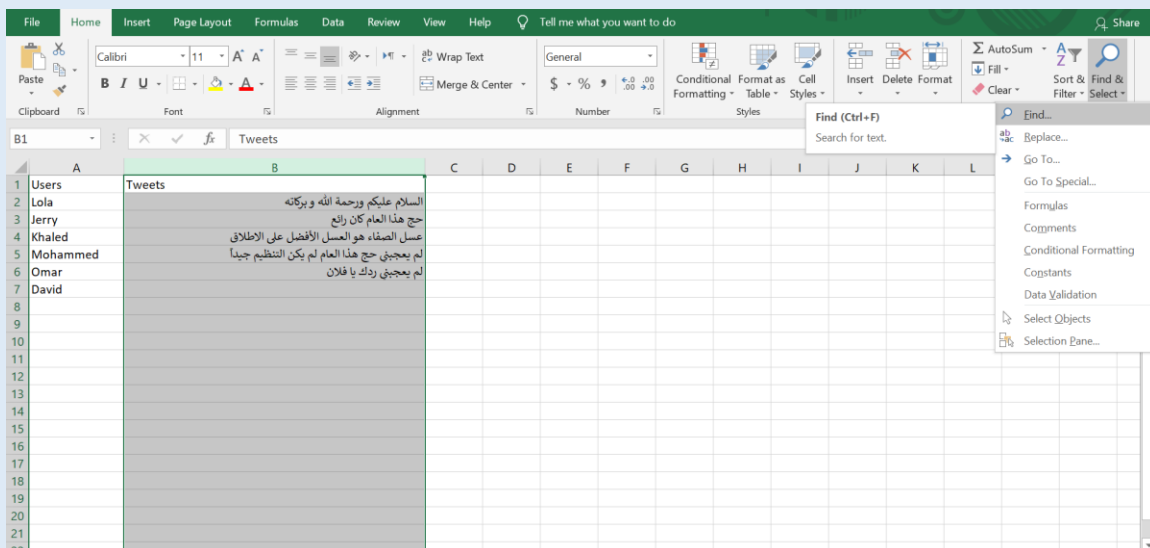 File Home Insert Page Layout Formulas Data Review View Help Tell me what you want to do Share
Paste
Calibri 11 A A
ab Wrap Text
General
Conditional Formatting
Format as Table
Cell Styles
Insert Delete Format
AutoSum
Fill
Clear
Sort & Filter
Find & Select
B I U A
Merge & Center
$ % , .0 .00 .00 .0
Clipboard Font Alignment Number Styles
Find (Ctrl+F)
Search for text.
Find...
Replace...
Go To...
Go To Special...
Formulas
Comments
Conditional Formatting
Constants
Data Validation
Select Objects
Selection Pane...
B1 fx Tweets
A B C D E F G H I J K L
1 Users Tweets
2 Lola السلام عليكم ورحمة الله وبركاته
3 Jerry حج هذا العام كان رائع
4 Khaled عسل الصفاء هو العسل الأفضل على الاطلاق
5 Mohammed لم يعجبني حج هذا العام لم يكن التنظيم جيداً
6 Omar لم يعجبني ردك يا فلان
7 David
8
9
10
11
12
13
14
15
16
17
18
19
20
21